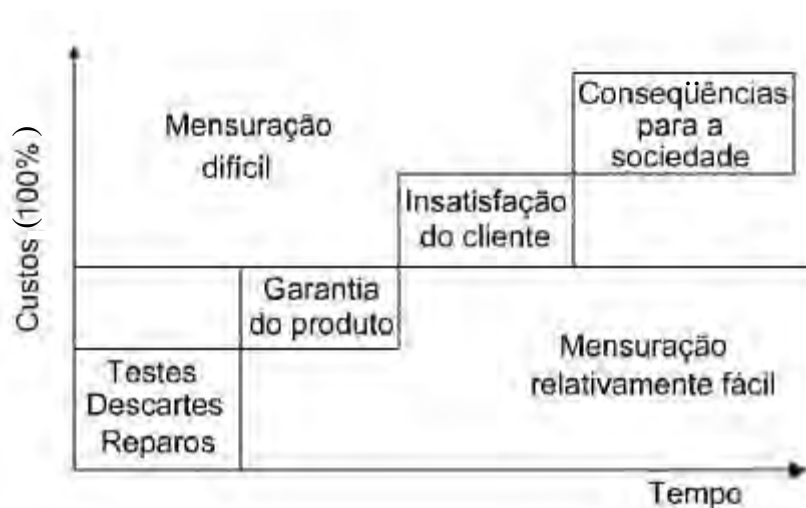 Custos (100%)
Mensuração
difícil
Conseqüências
para a
sociedade
Insatisfação
do cliente
Garantia
do produto
Testes
Descartes
Reparos
Mensuração
relativamente fácil
Tempo